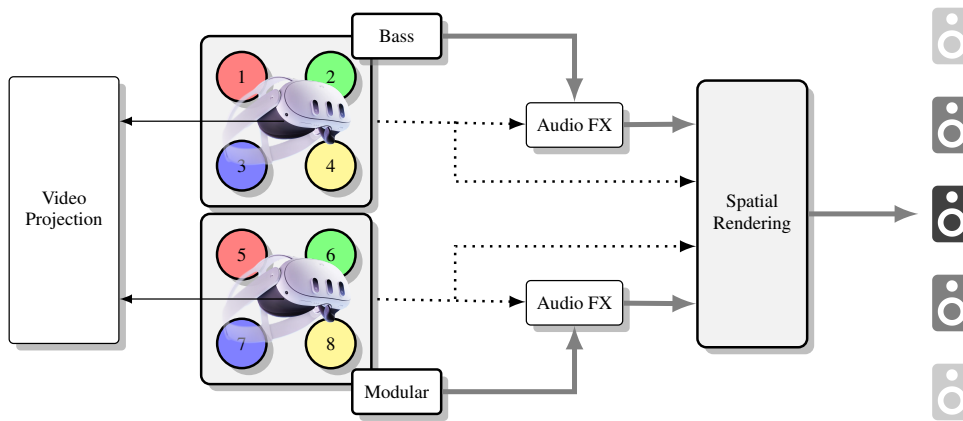 Bass
1
2
3
4
Video
Projection
Audio FX
Spatial
Rendering
5
6
7
8
Audio FX
Modular